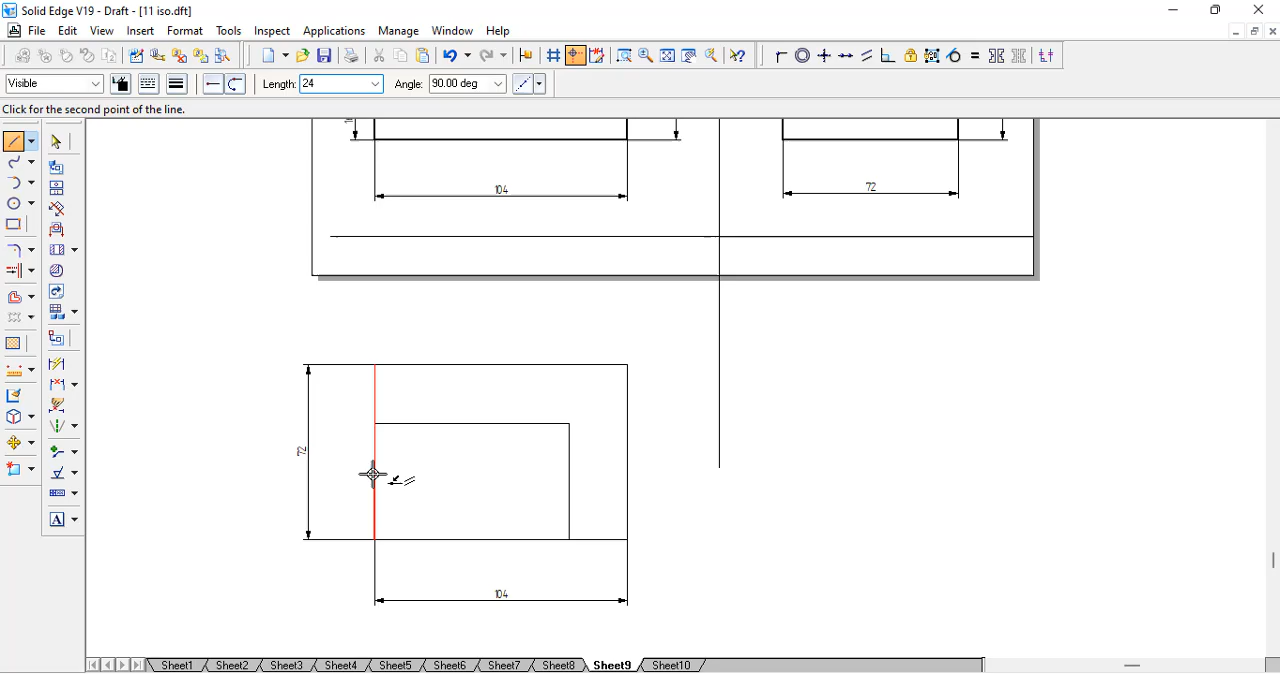 Solid Edge V19 - Draft - [11 iso.dft]
File Edit View Insert Format Tools Inspect Applications Manage Window Help
Visible Length: 24 Angle: 90.00 deg
Click for the second point of the line.
104
72
72
104
A
Sheet1 Sheet2 Sheet3 Sheet4 Sheet5 Sheet6 Sheet7 Sheet8 Sheet9 Sheet10